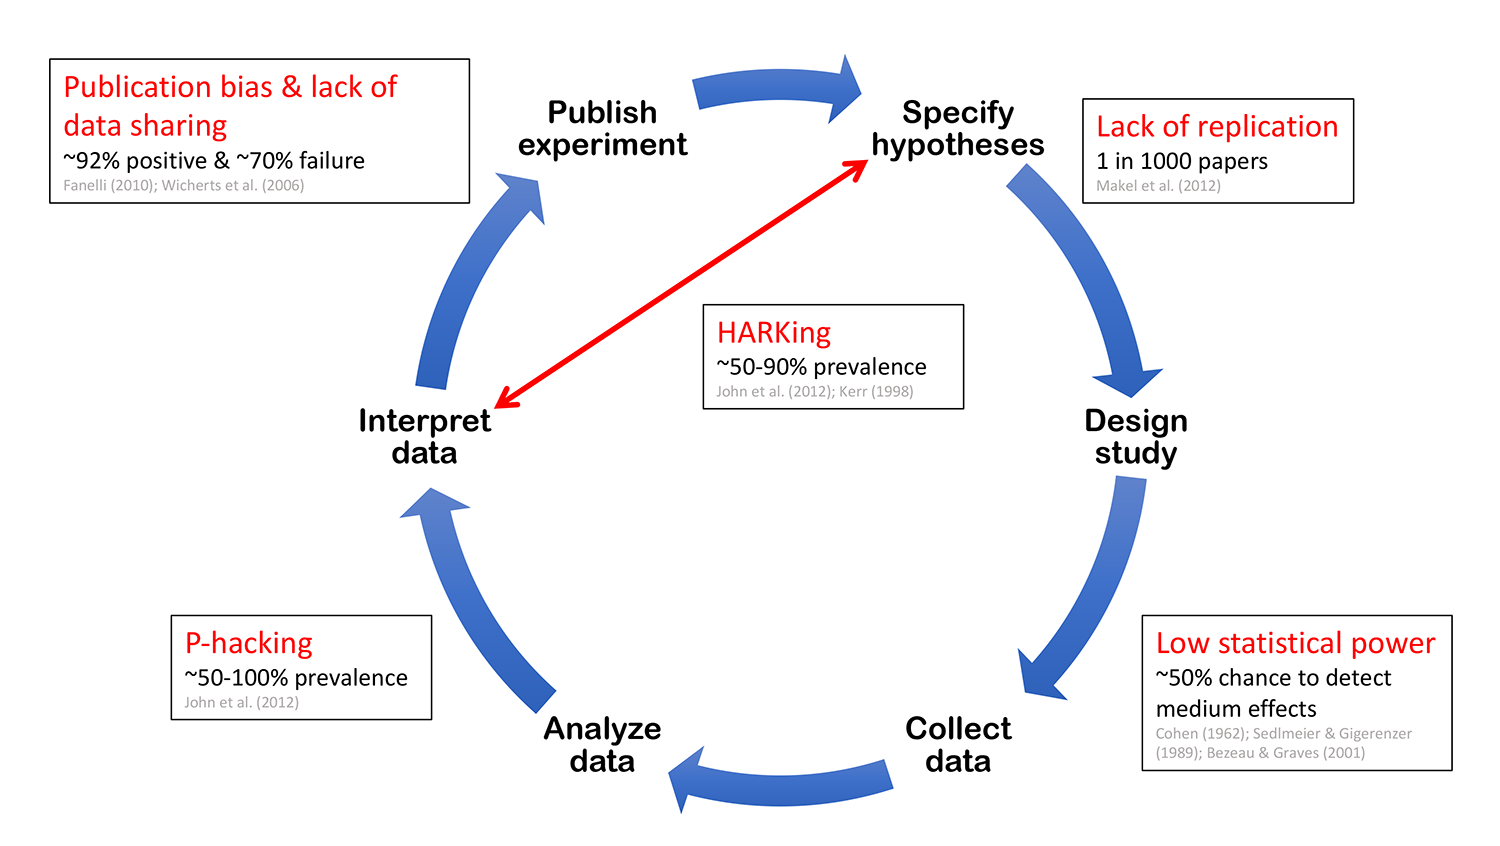 Publication bias & lack of
data sharing
~92% positive & ~70% failure
Fanelli (2010); Wicherts et al. (2006)
Publish
experiment
Specify
hypotheses
Lack of replication
1 in 1000 papers
Makel et al. (2012)
HARKing
~50-90% prevalence
John et al. (2012); Kerr (1998)
Interpret
data
Design
study
P-hacking
~50-100% prevalence
John et al. (2012)
Low statistical power
~50% chance to detect
medium effects
Cohen (1962); Sedlmeier & Gigerenzer
(1989); Bezeau & Graves (2001)
Analyze
data
Collect
data